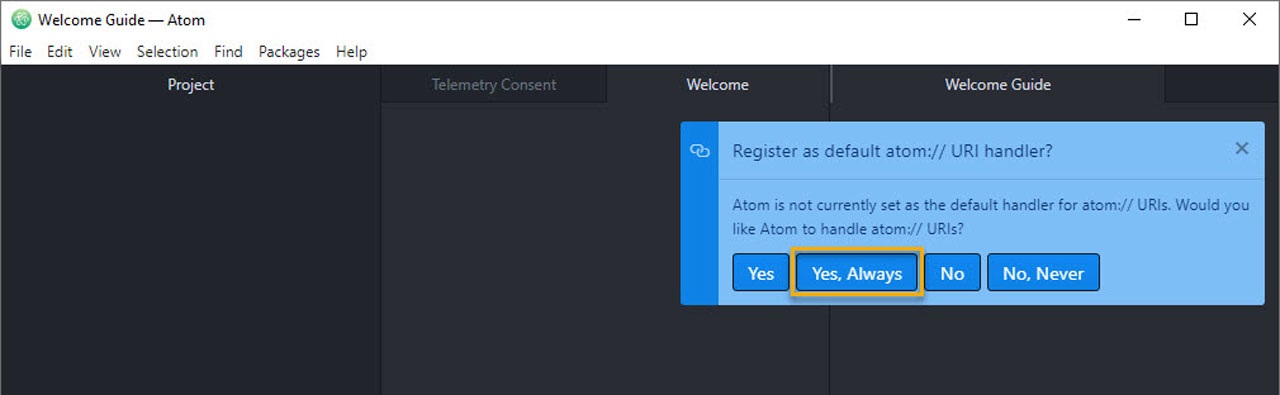 Welcome Guide — Atom
File Edit View Selection Find Packages Help
Project Telemetry Consent Welcome Welcome Guide
Register as default atom:// URI handler?
Atom is not currently set as the default handler for atom:// URIs. Would you
like Atom to handle atom:// URIs?
Yes Yes, Always No No, Never